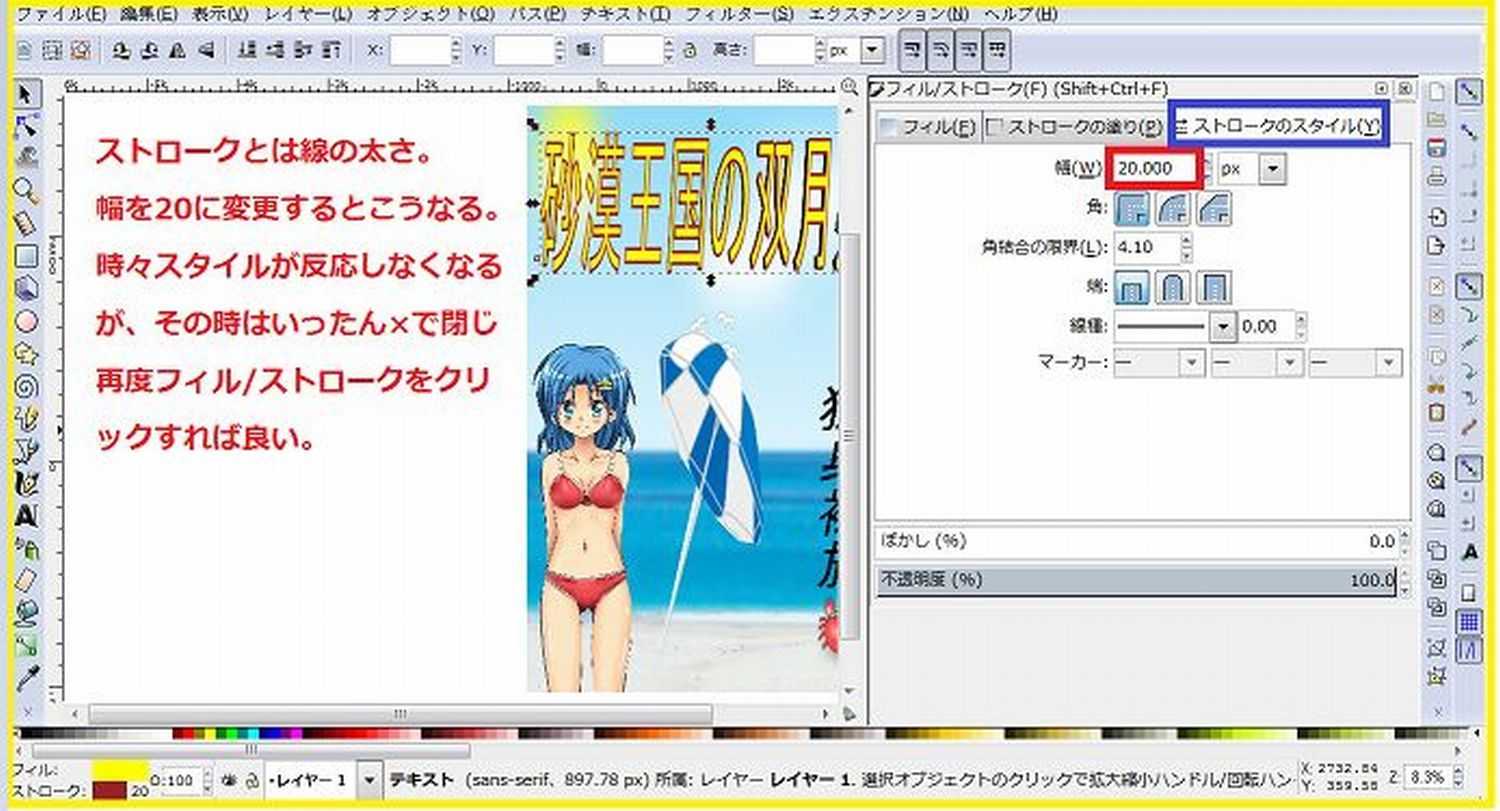 ファイル(F) 編集(E) 表示(V) レイヤー(L) オブジェクト(O) パス(P) テキスト(T) フィルター(S) エクステンション(N) ヘルプ(H)
X: Y: 幅: 高さ: px
フィル/ストローク(F) (Shift+Ctrl+F)
フィル(F) ストロークの塗り(P) ストロークのスタイル(Y)
幅(W) 20.000 px
角:
角結合の限界(L): 4.10
端:
線種: 0.00
マーカー:
ぼかし (%) 0.0
不透明度 (%) 100.0
ストロークとは線の太さ。
幅を20に変更するとこうなる。
時々スタイルが反応しなくなる
が、その時はいったん×で閉じ
再度フィル/ストロークをクリ
ックすれば良い。
砂漠王国の双月
フィル: O:100 レイヤー 1 テキスト (sans-serif、897.78 px) 所属: レイヤー レイヤー 1. 選択オブジェクトのクリックで拡大縮小ハンドル/回転ハン
ストローク: 20
X: 2732.84
Y: 359.58
Z: 8.3%